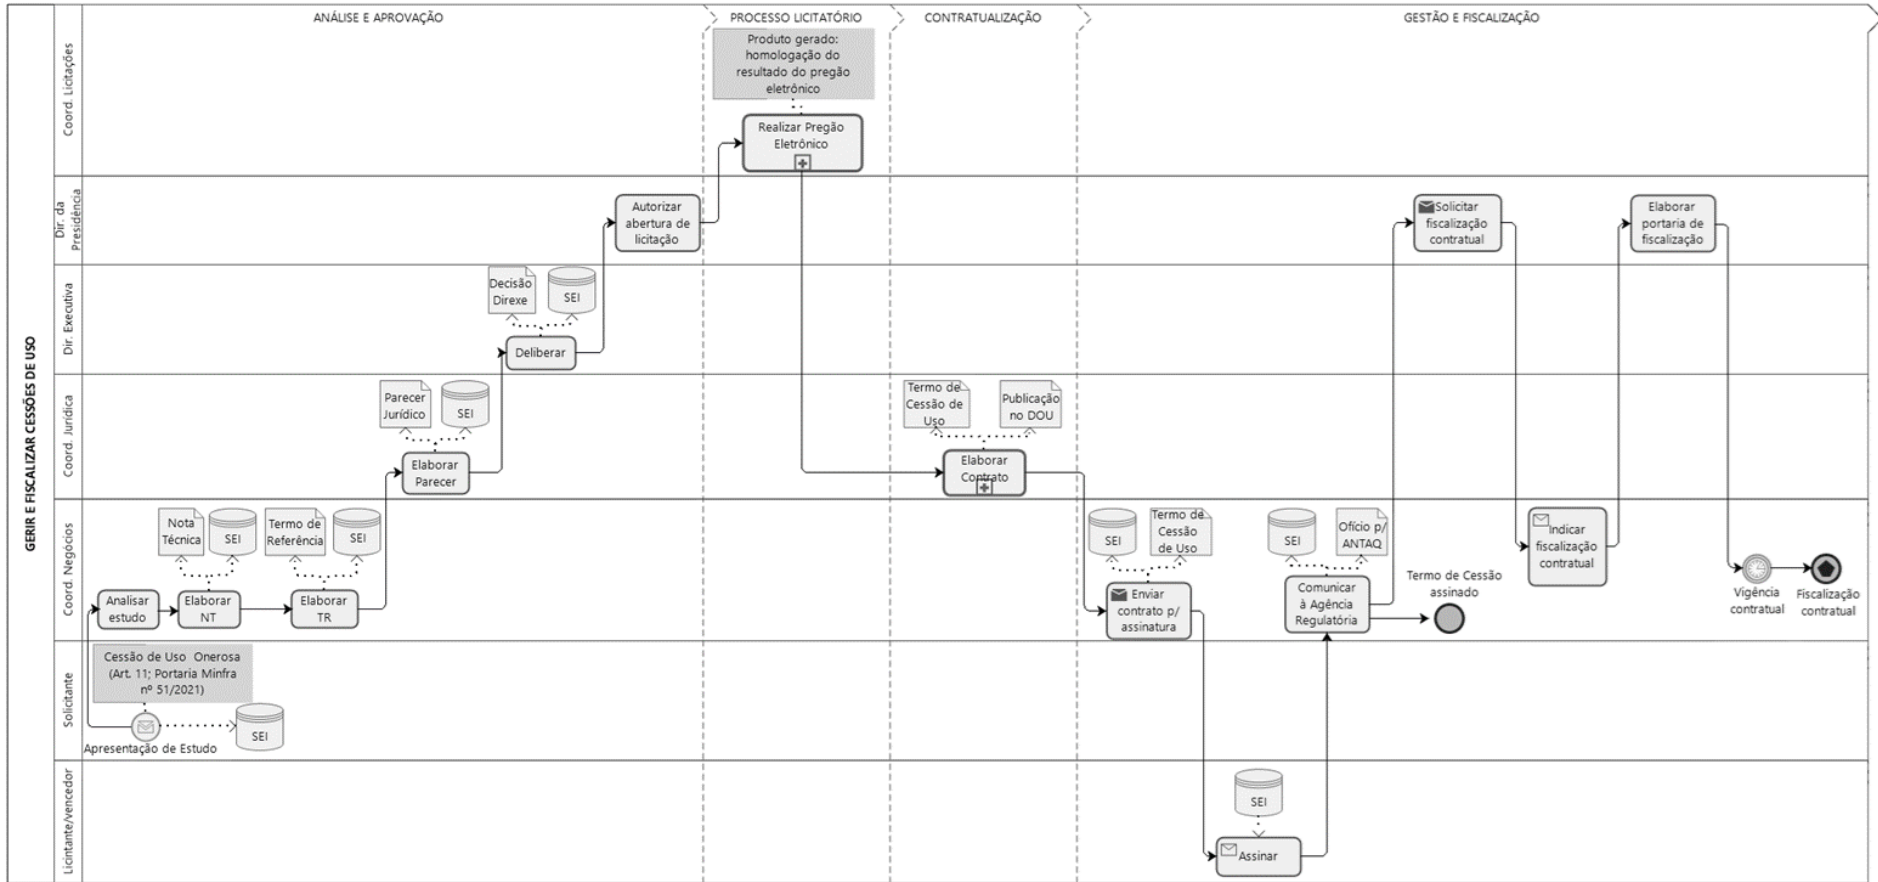 ANÁLISE E APROVAÇÃO
PROCESSO LICITATÓRIO
CONTRATUALIZAÇÃO
GESTÃO E FISCALIZAÇÃO
GERIR E FISCALIZAR CESSÕES DE USO
Coord. Licitações
Produto gerado:
homologação do
resultado do pregão
eletrônico
Realizar Pregão
Eletrônico
Dir. da
Presidência
Autorizar
abertura de
licitação
Solicitar
fiscalização
contratual
Elaborar
portaria de
fiscalização
Dir. Executiva
Decisão
Direxe
SEI
Deliberar
Coord. Jurídica
Parecer
Jurídico
SEI
Elaborar
Parecer
Termo de
Cessão de
Uso
Publicação
no DOU
Elaborar
Contrato
Coord. Negócios
Nota
Técnica
SEI
Termo de
Referência
SEI
Analisar
estudo
Elaborar
NT
Elaborar
TR
SEI
Termo de
Cessão
de Uso
Enviar
contrato p/
assinatura
SEI
Ofício p/
ANTAQ
Comunicar
à Agência
Regulatória
Termo de Cessão
assinado
Indicar
fiscalização
contratual
Vigência
contratual
Fiscalização
contratual
Solicitante
Cessão de Uso Onerosa
(Art. 11; Portaria Minfra
nº 51/2021)
SEI
Apresentação de Estudo
Licintante/vencedor
SEI
Assinar